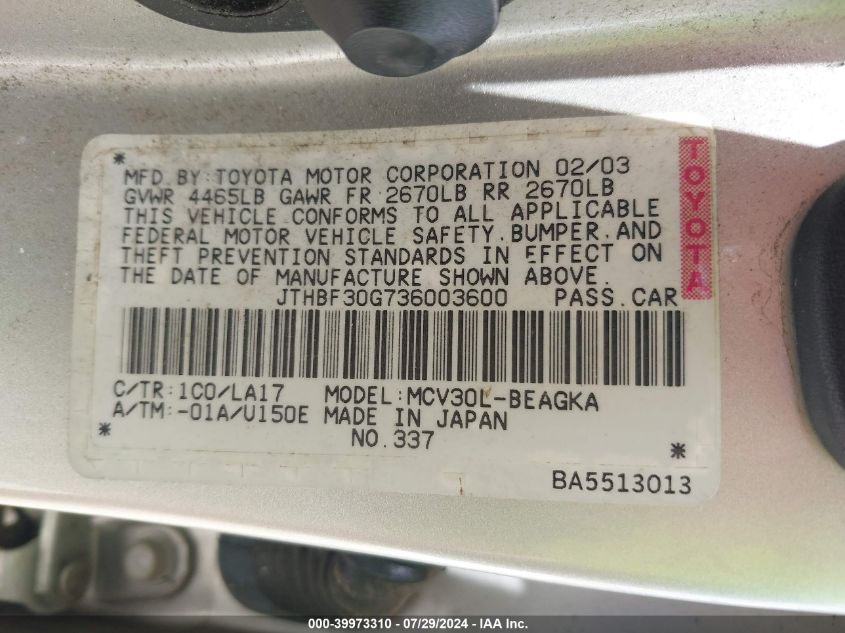 * MFD.BY:TOYOTA MOTOR CORPORATION 02/03
GVWR 4465LB GAWR FR 2670LB RR 2670LB
THIS VEHICLE CONFORMS TO ALL APPLICABLE
FEDERAL MOTOR VEHICLE SAFETY,BUMPER,AND
THEFT PREVENTION STANDARDS IN EFFECT ON
THE DATE OF MANUFACTURE SHOWN ABOVE.
JTHBF30G736003600 PASS.CAR
TOYOTA
C/TR:1C0/LA17 MODEL:MCV30L-BEAGKA
A/TM:-01A/U150E MADE IN JAPAN
* NO.337 *
BA5513013
000-39973310 - 07/29/2024 - IAA Inc.